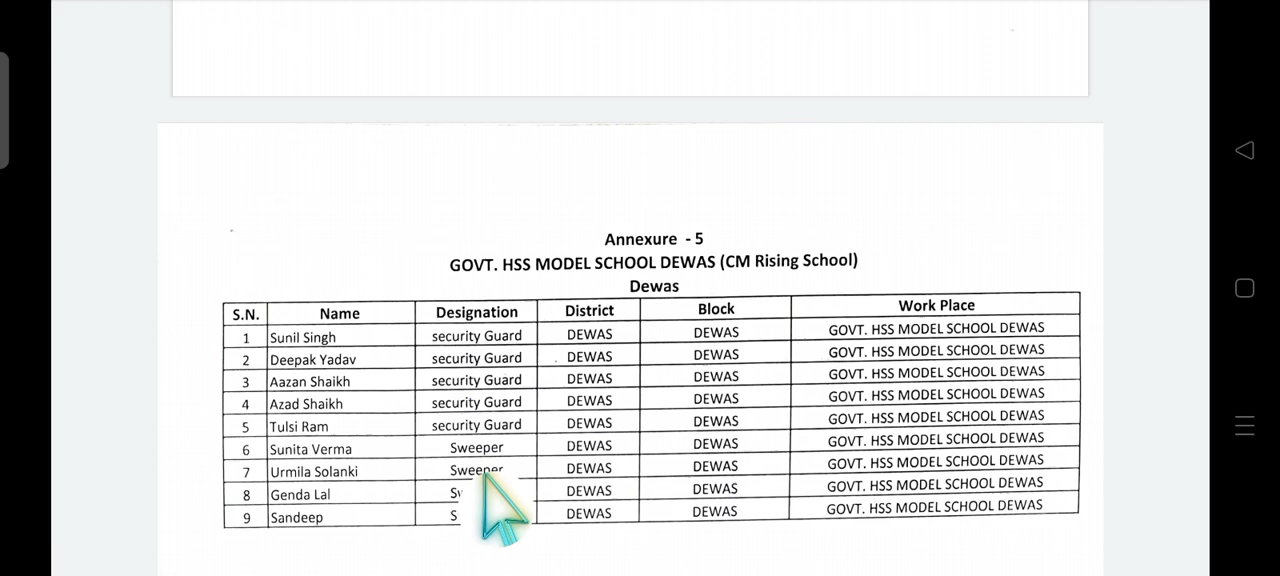 Annexure - 5
GOVT. HSS MODEL SCHOOL DEWAS (CM Rising School)
Dewas
S.N. Name Designation District Block Work Place
1 Sunil Singh security Guard DEWAS DEWAS GOVT. HSS MODEL SCHOOL DEWAS
2 Deepak Yadav security Guard DEWAS DEWAS GOVT. HSS MODEL SCHOOL DEWAS
3 Aazan Shaikh security Guard DEWAS DEWAS GOVT. HSS MODEL SCHOOL DEWAS
4 Azad Shaikh security Guard DEWAS DEWAS GOVT. HSS MODEL SCHOOL DEWAS
5 Tulsi Ram security Guard DEWAS DEWAS GOVT. HSS MODEL SCHOOL DEWAS
6 Sunita Verma Sweeper DEWAS DEWAS GOVT. HSS MODEL SCHOOL DEWAS
7 Urmila Solanki Sweeper DEWAS DEWAS GOVT. HSS MODEL SCHOOL DEWAS
8 Genda Lal DEWAS DEWAS GOVT. HSS MODEL SCHOOL DEWAS
9 Sandeep DEWAS DEWAS GOVT. HSS MODEL SCHOOL DEWAS